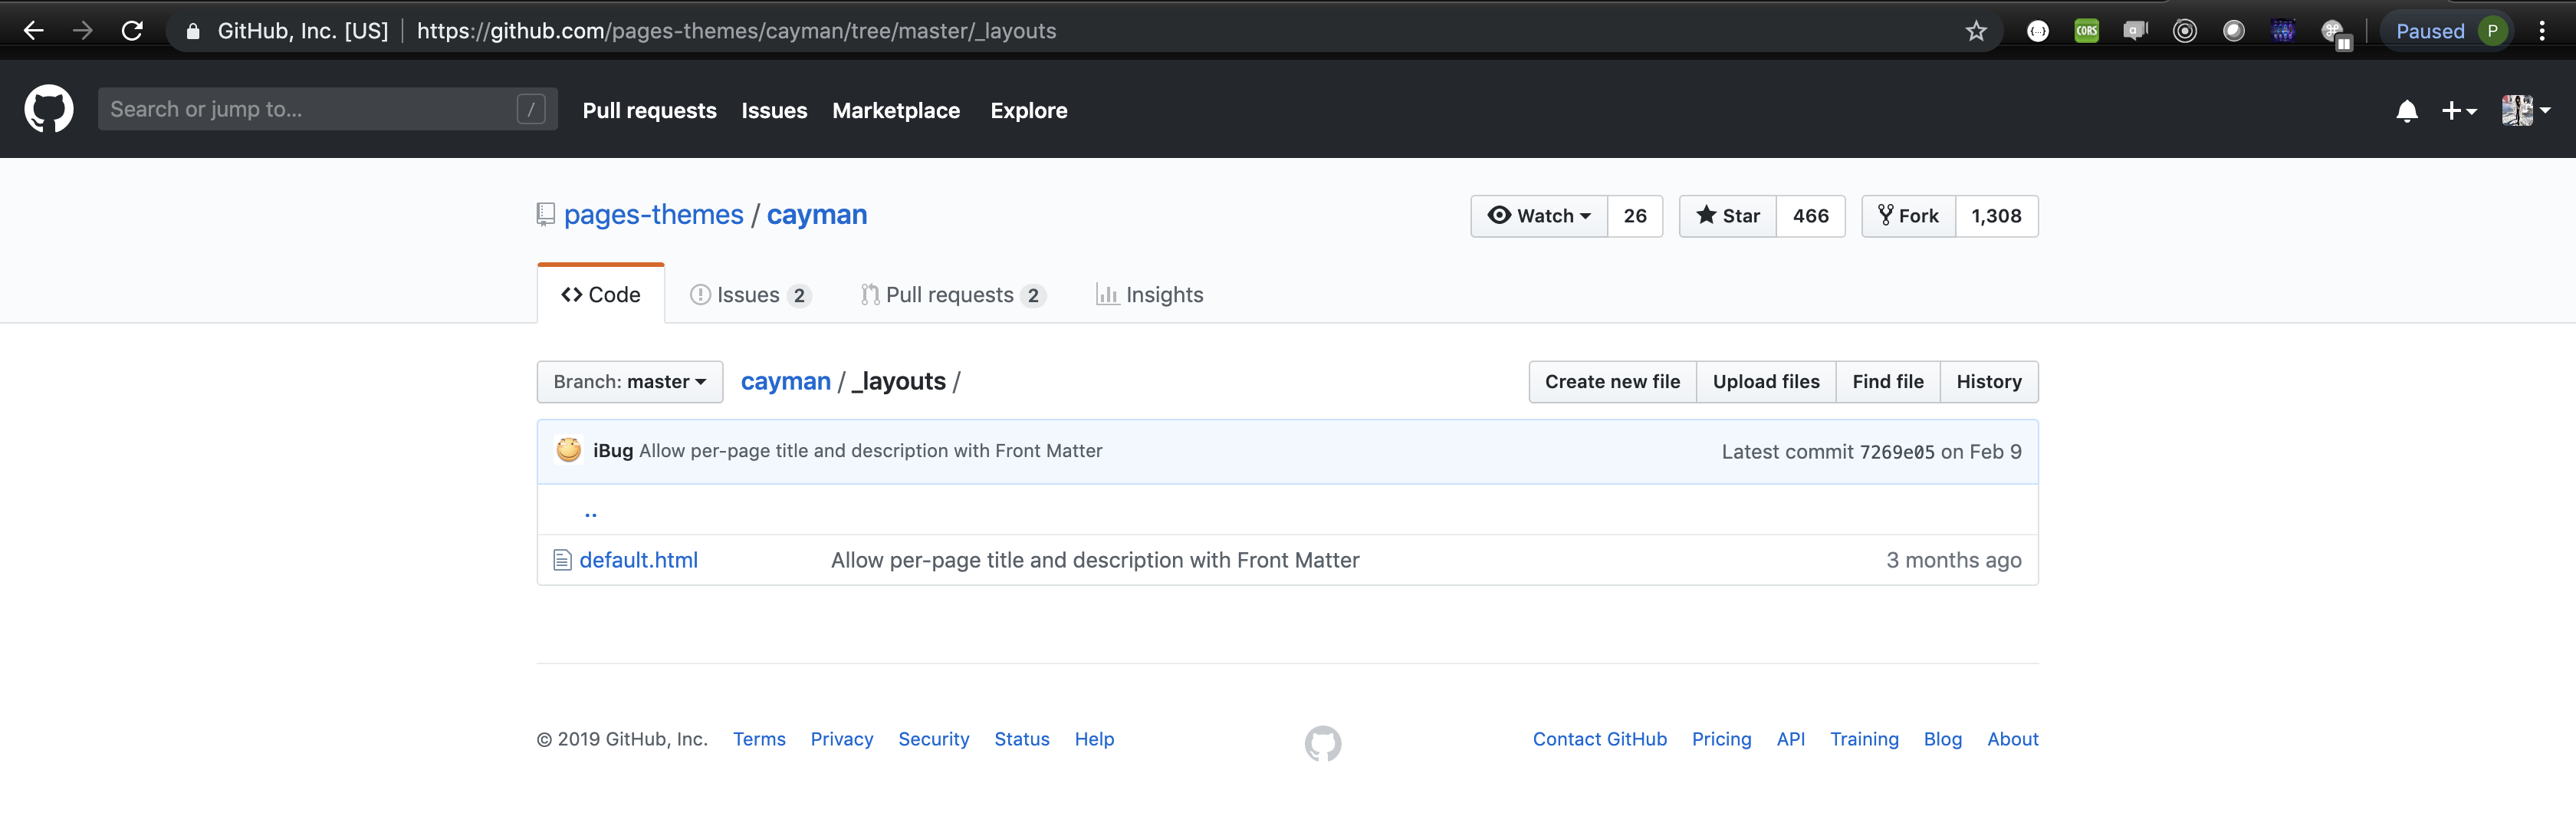 GitHub, Inc. [US] | https://github.com/pages-themes/cayman/tree/master/_layouts CORS Paused P
Search or jump to... / Pull requests Issues Marketplace Explore
pages-themes / cayman Watch 26 Star 466 Fork 1,308
Code Issues 2 Pull requests 2 Insights
Branch: master cayman / _layouts / Create new file Upload files Find file History
iBug Allow per-page title and description with Front Matter Latest commit 7269e05 on Feb 9
..
default.html Allow per-page title and description with Front Matter 3 months ago
© 2019 GitHub, Inc. Terms Privacy Security Status Help Contact GitHub Pricing API Training Blog About